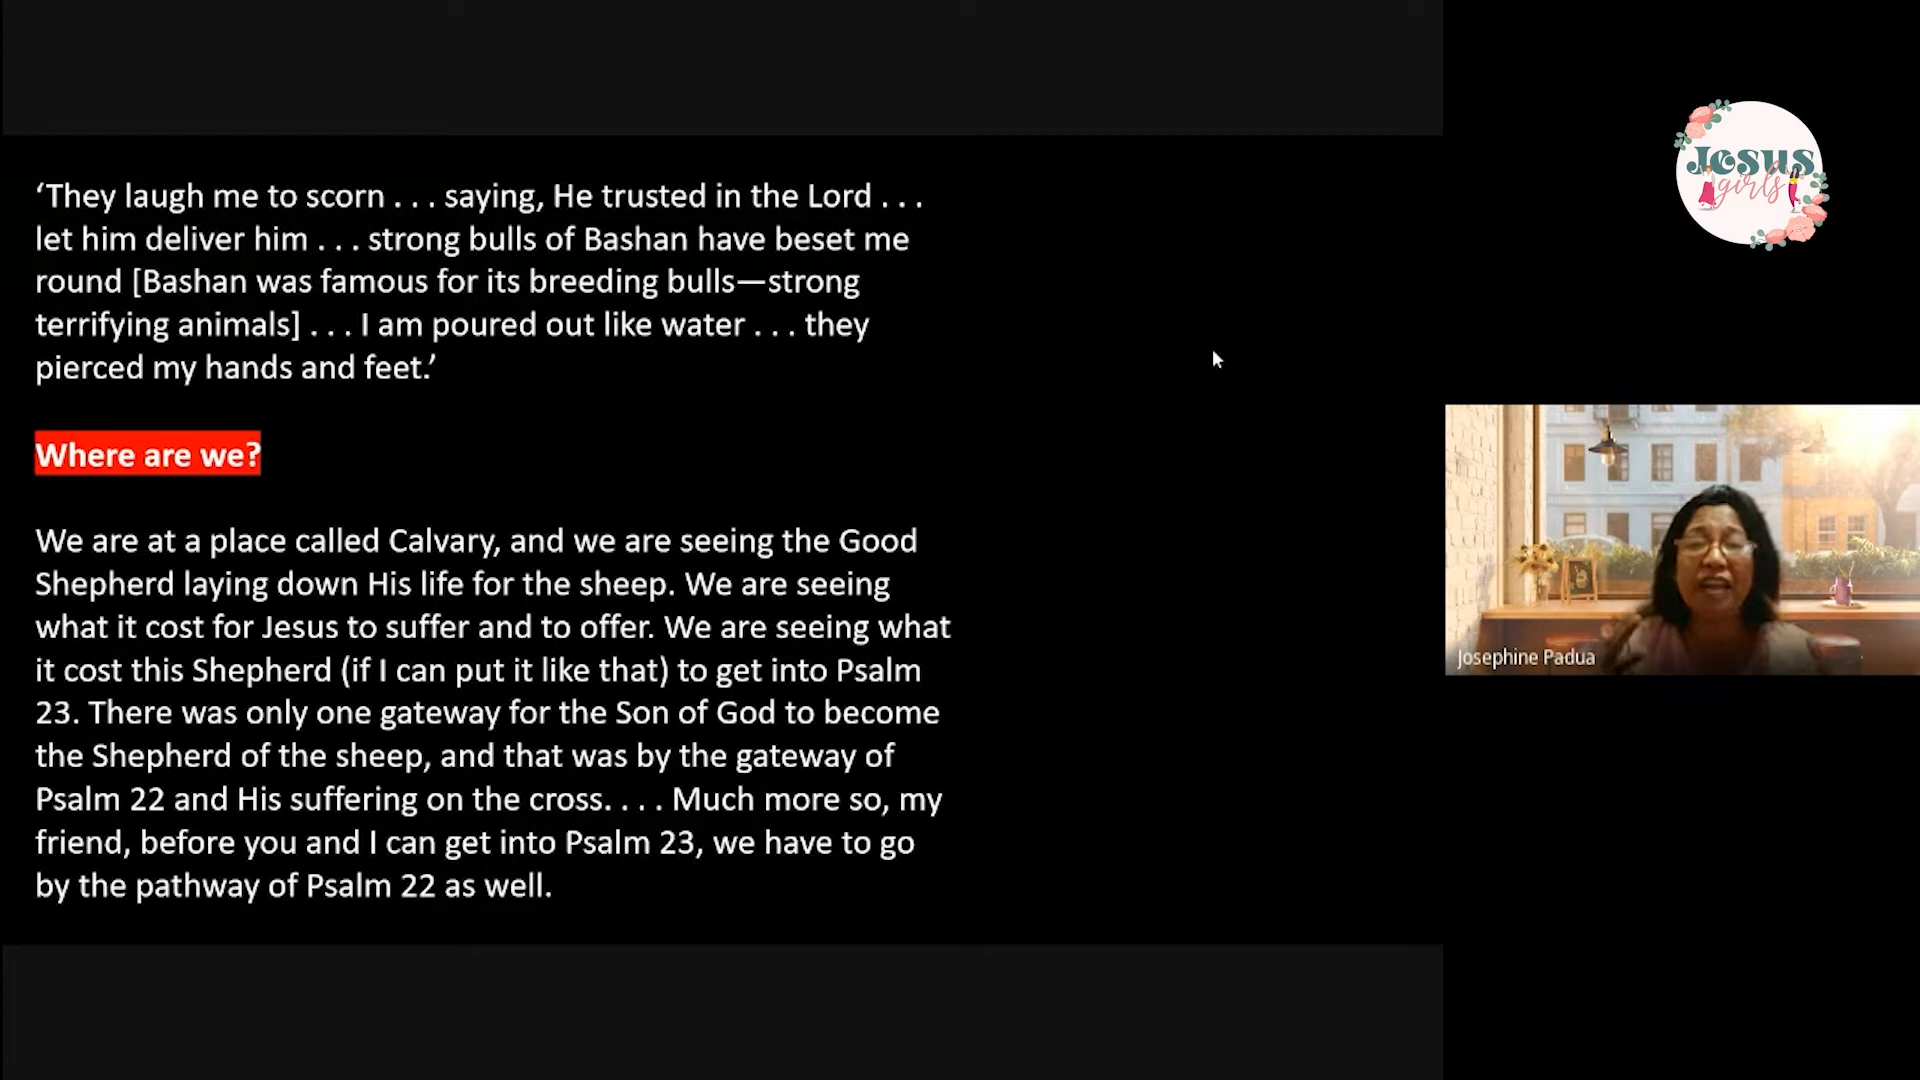 ‘They laugh me to scorn . . . saying, He trusted in the Lord . . .
let him deliver him . . . strong bulls of Bashan have beset me
round [Bashan was famous for its breeding bulls—strong
terrifying animals] . . . I am poured out like water . . . they
pierced my hands and feet.’
Where are we?
We are at a place called Calvary, and we are seeing the Good
Shepherd laying down His life for the sheep. We are seeing
what it cost for Jesus to suffer and to offer. We are seeing what
it cost this Shepherd (if I can put it like that) to get into Psalm
23. There was only one gateway for the Son of God to become
the Shepherd of the sheep, and that was by the gateway of
Psalm 22 and His suffering on the cross. . . . Much more so, my
friend, before you and I can get into Psalm 23, we have to go
by the pathway of Psalm 22 as well.
Jesus
girls
Josephine Padua